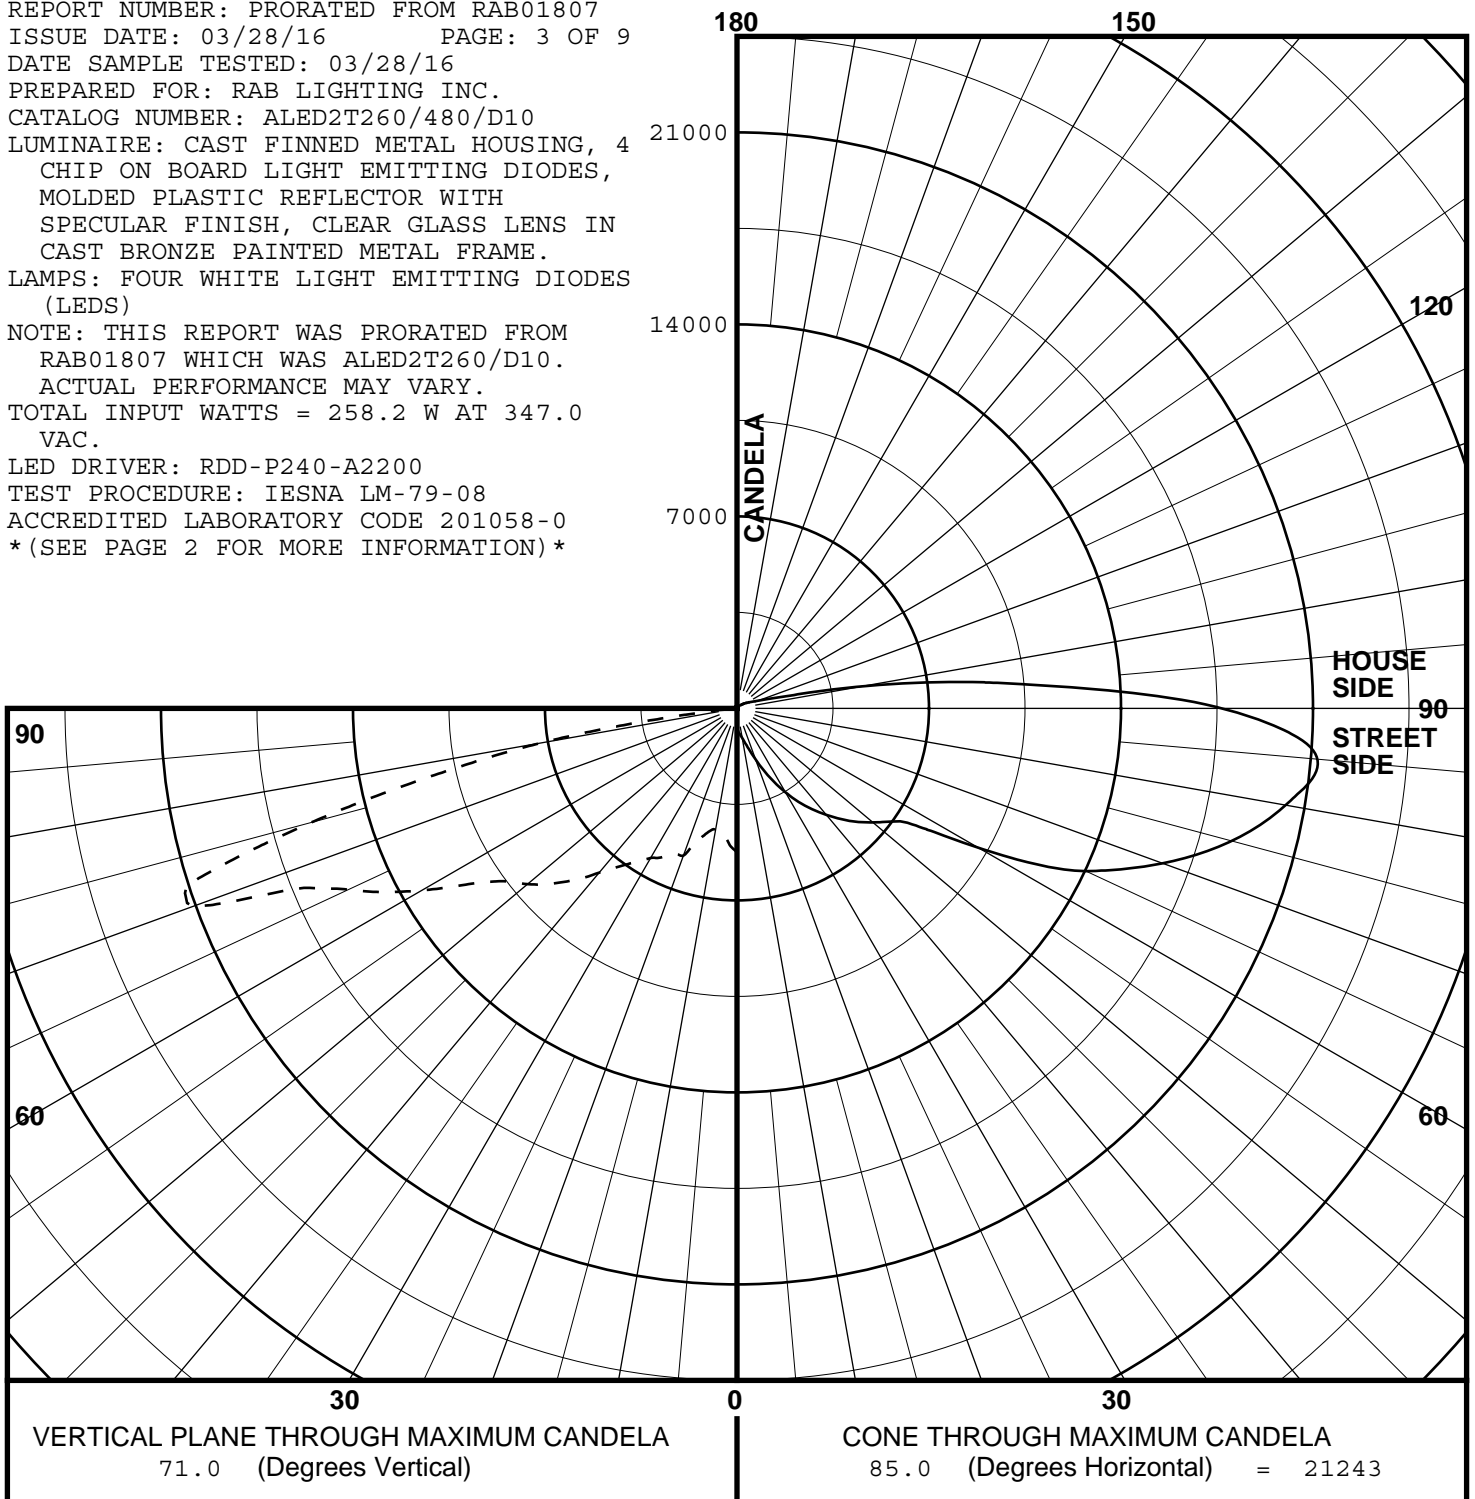 REPORT NUMBER: PRORATED FROM RAB01807
ISSUE DATE: 03/28/16 PAGE: 3 OF 9
DATE SAMPLE TESTED: 03/28/16
PREPARED FOR: RAB LIGHTING INC.
CATALOG NUMBER: ALED2T260/480/D10
LUMINAIRE: CAST FINNED METAL HOUSING, 4
CHIP ON BOARD LIGHT EMITTING DIODES,
MOLDED PLASTIC REFLECTOR WITH
SPECULAR FINISH, CLEAR GLASS LENS IN
CAST BRONZE PAINTED METAL FRAME.
LAMPS: FOUR WHITE LIGHT EMITTING DIODES
(LEDS)
NOTE: THIS REPORT WAS PRORATED FROM
RAB01807 WHICH WAS ALED2T260/D10.
ACTUAL PERFORMANCE MAY VARY.
TOTAL INPUT WATTS = 258.2 W AT 347.0
VAC.
LED DRIVER: RDD-P240-A2200
TEST PROCEDURE: IESNA LM-79-08
ACCREDITED LABORATORY CODE 201058-0
*(SEE PAGE 2 FOR MORE INFORMATION)*
180
150
21000
120
14000
CANDELA
7000
HOUSE
SIDE
90
90
STREET
SIDE
60
60
30
0
30
VERTICAL PLANE THROUGH MAXIMUM CANDELA
71.0 (Degrees Vertical)
CONE THROUGH MAXIMUM CANDELA
85.0 (Degrees Horizontal) = 21243